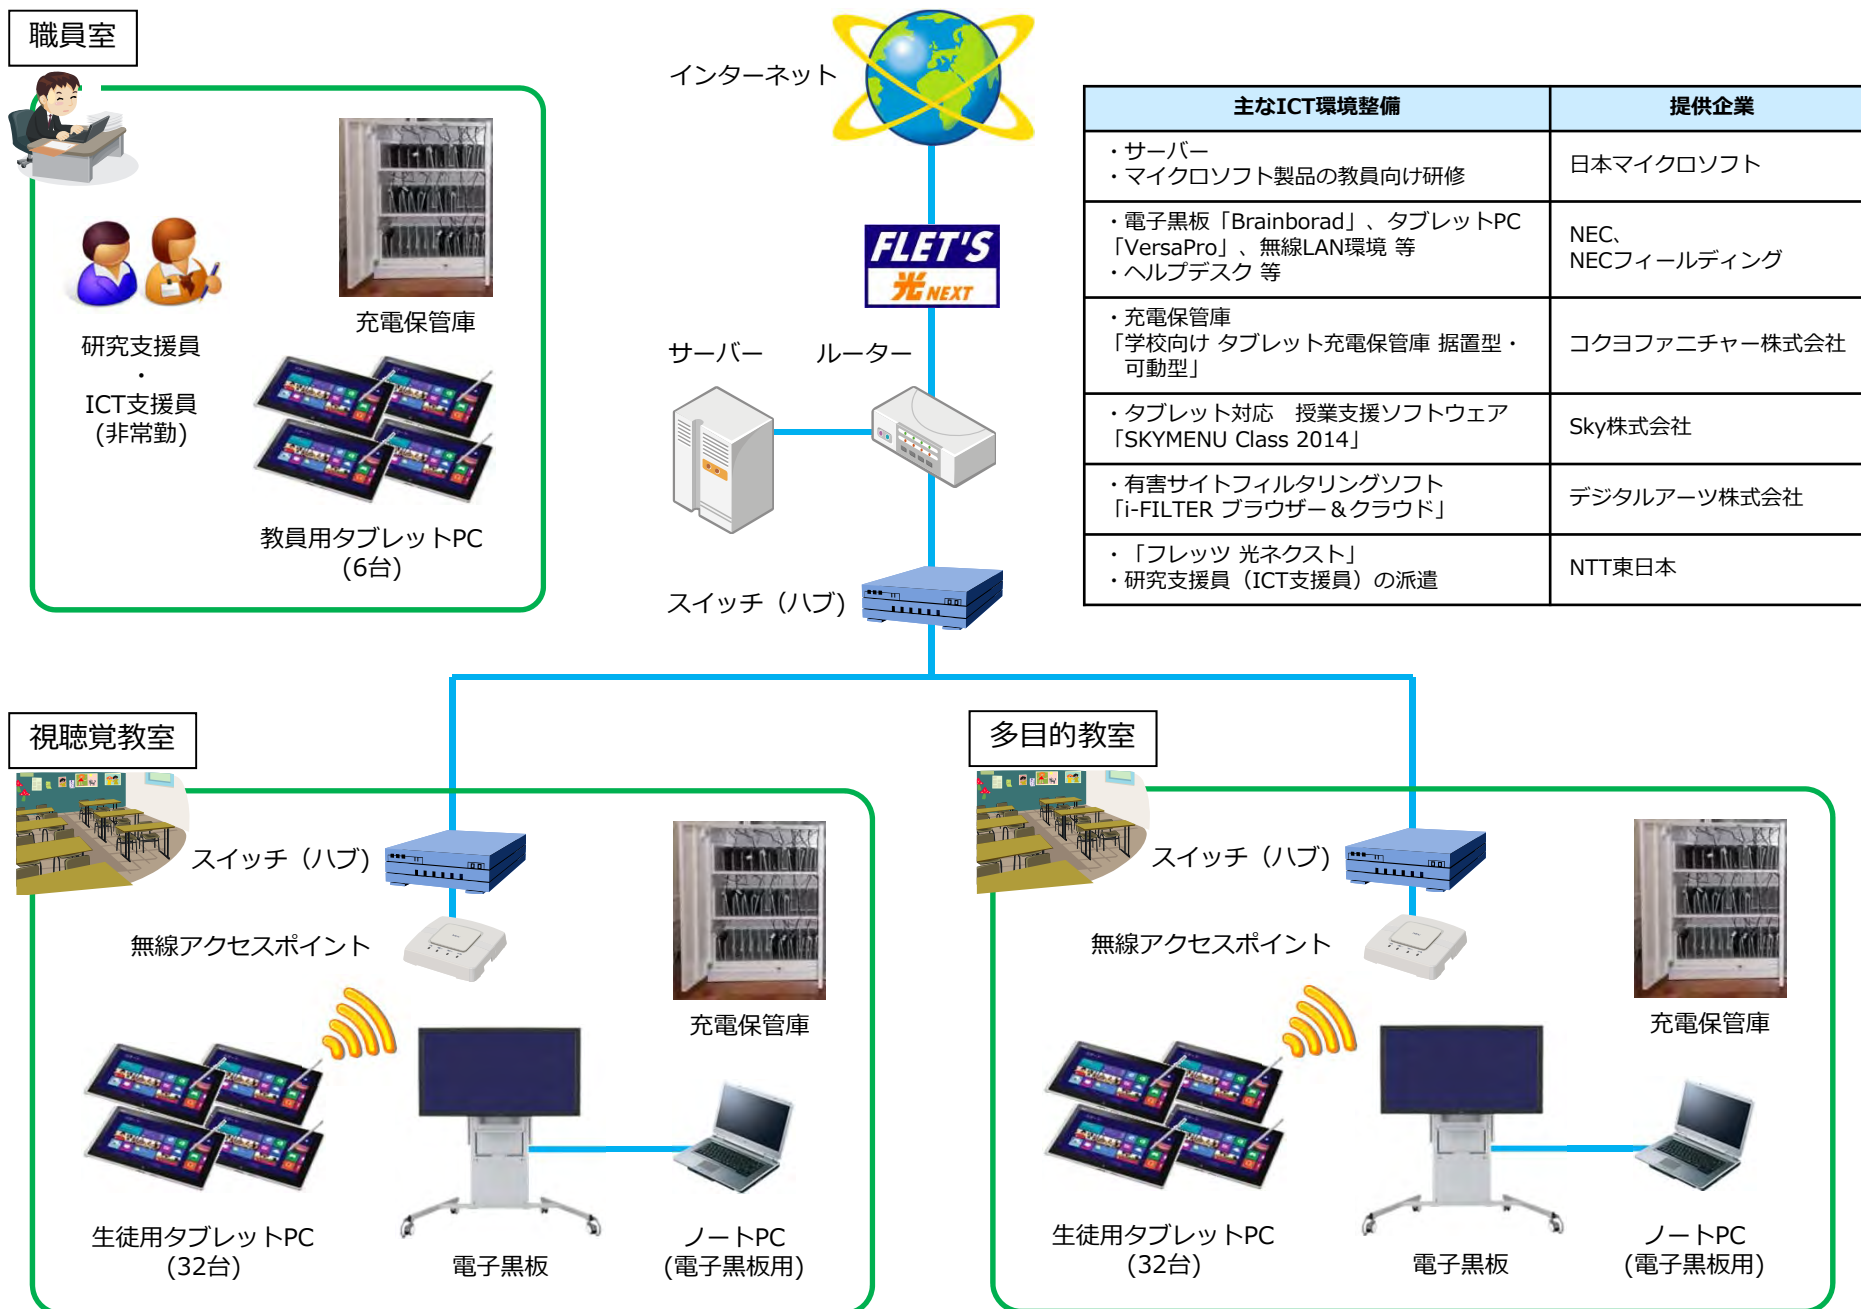 職員室
研究支援員
・
ICT支援員
(非常勤)
充電保管庫
教員用タブレットPC
(6台)
インターネット
FLET'S
光 NEXT
サーバー
ルーター
スイッチ（ハブ）
主なICT環境整備
提供企業
・サーバー
・マイクロソフト製品の教員向け研修
日本マイクロソフト
・電子黒板「Brainborad」、タブレットPC
「VersaPro」、無線LAN環境 等
・ヘルプデスク 等
NEC、
NECフィールディング
・充電保管庫
「学校向け タブレット充電保管庫 据置型・
可動型」
コクヨファニチャー株式会社
・タブレット対応　授業支援ソフトウェア
「SKYMENU Class 2014」
Sky株式会社
・有害サイトフィルタリングソフト
「i-FILTER ブラウザー＆クラウド」
デジタルアーツ株式会社
・「フレッツ 光ネクスト」
・研究支援員（ICT支援員）の派遣
NTT東日本
視聴覚教室
スイッチ（ハブ）
無線アクセスポイント
充電保管庫
生徒用タブレットPC
(32台)
電子黒板
ノートPC
(電子黒板用)
多目的教室
スイッチ（ハブ）
無線アクセスポイント
充電保管庫
生徒用タブレットPC
(32台)
電子黒板
ノートPC
(電子黒板用)